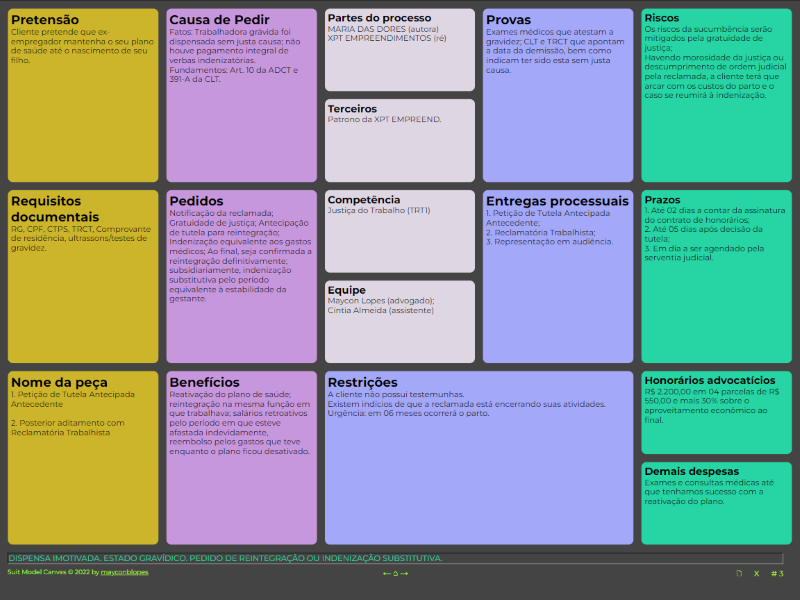 Pretensão
Cliente pretende que ex-
empregador mantenha o seu plano
de saúde até o nascimento de seu
filho.
Causa de Pedir
Fatos: Trabalhadora grávida foi
dispensada sem justa causa; não
houve pagamento integral de
verbas indenizatórias.
Fundamentos: Art. 10 da ADCT e
391-A da CLT.
Partes do processo
MARIA DAS DORES (autora)
XPT EMPREENDIMENTOS (ré)
Terceiros
Patrono da XPT EMPREEND.
Provas
Exames médicos que atestam a
gravidez; CLT e TRCT que apontam
a data da demissão, bem como
indicam ter sido esta sem justa
causa.
Riscos
Os riscos da sucumbência serão
mitigados pela gratuidade de
justiça;
Havendo morosidade da justiça ou
descumprimento de ordem judicial
pela reclamada, a cliente terá que
arcar com os custos do parto e o
caso se reumirá à indenização.
Requisitos
documentais
RG, CPF, CTPS, TRCT, Comprovante
de residência, ultrassons/testes de
gravidez.
Pedidos
Notificação da reclamada;
Gratuidade de justiça; Antecipação
de tutela para reintegração;
Indenização equivalente aos gastos
médicos; Ao final, seja confirmada a
reintegração definitivamente;
subsidiariamente, indenização
substitutiva pelo período
equivalente à estabilidade da
gestante.
Competência
Justiça do Trabalho (TRT1)
Equipe
Maycon Lopes (advogado);
Cintia Almeida (assistente)
Entregas processuais
1. Petição de Tutela Antecipada
Antecedente;
2. Reclamatória Trabalhista;
3. Representação em audiência.
Prazos
1. Até 02 dias a contar da assinatura
do contrato de honorários;
2. Até 05 dias após decisão da
tutela;
3. Em dia a ser agendado pela
serventia judicial.
Nome da peça
1. Petição de Tutela Antecipada
Antecedente
2. Posterior aditamento com
Reclamatória Trabalhista
Benefícios
Reativação do plano de saúde;
reintegração na mesma função em
que trabalhava; salários retroativos
pelo período em que esteve
afastada indevidamente,
reembolso pelos gastos que teve
enquanto o plano ficou desativado.
Restrições
A cliente não possui testemunhas.
Existem indícios de que a reclamada está encerrando suas atividades.
Urgência: em 06 meses ocorrerá o parto.
Honorários advocatícios
R$ 2.200,00 em 04 parcelas de R$
550,00 e mais 30% sobre o
aproveitamento econômico ao
final.
Demais despesas
Exames e consultas médicas até
que tenhamos sucesso com a
reativação do plano.
DISPENSA IMOTIVADA. ESTADO GRAVÍDICO. PEDIDO DE REINTEGRAÇÃO OU INDENIZAÇÃO SUBSTITUTIVA.
Suit Model Canvas © 2022 by mayconblopes
X # 3